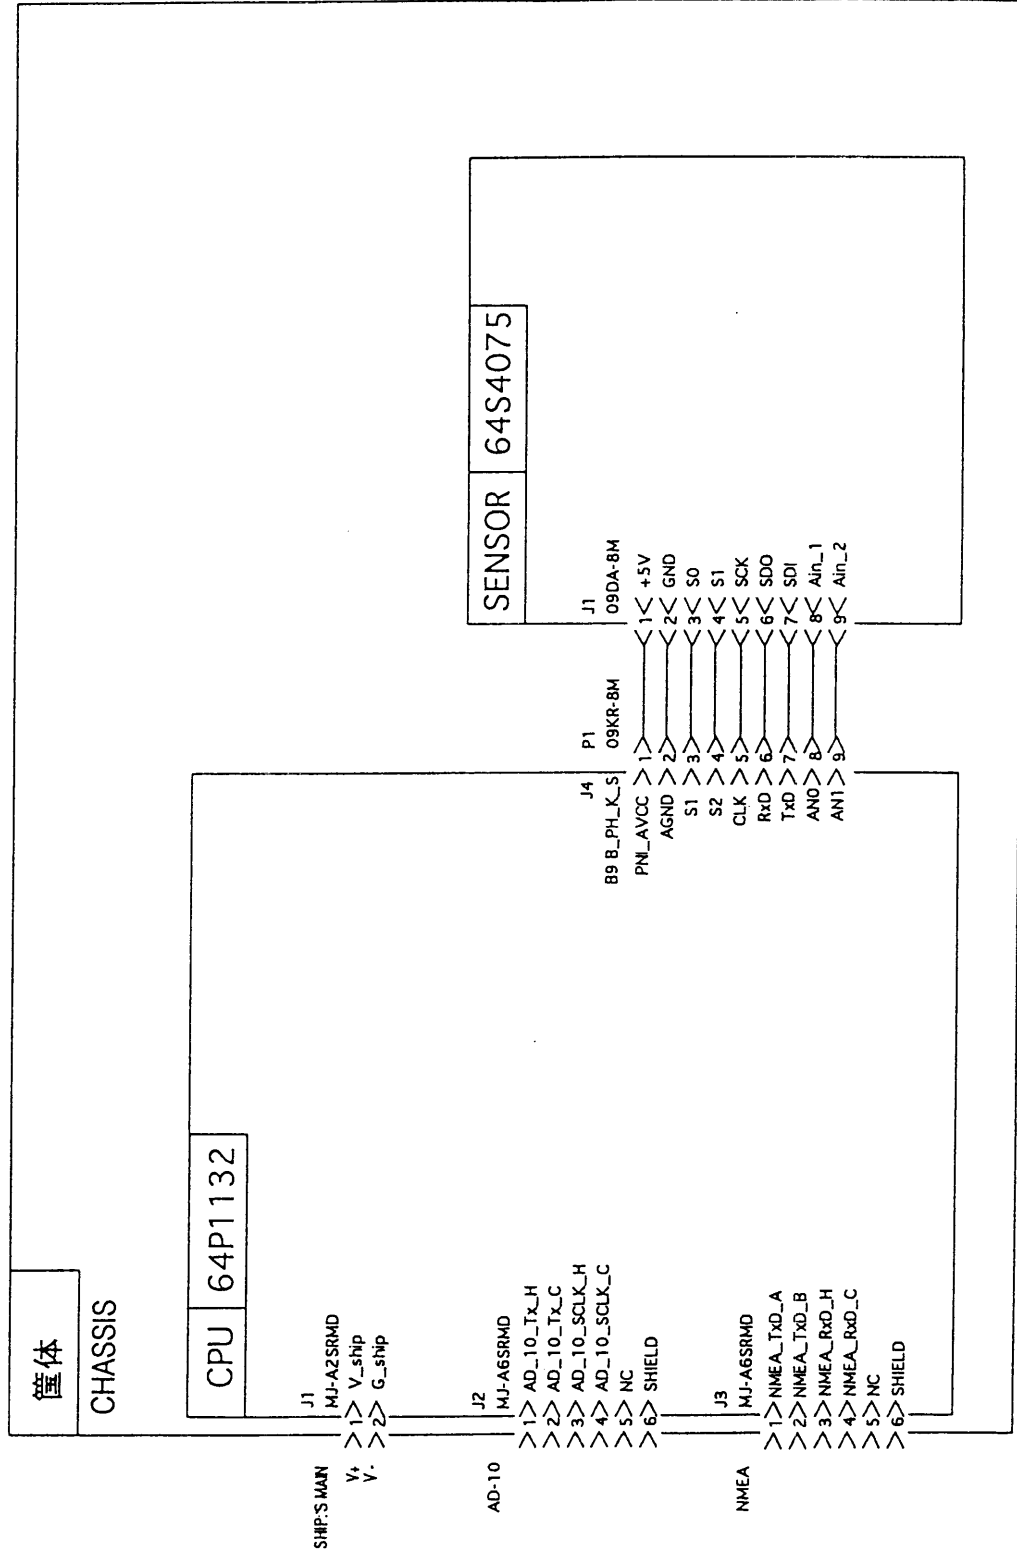 筐体
CHASSIS
CPU 64P1132
SHIP:S MAIN
V+
V-
J1
MJ-A2SRMD
1 V_ship
2 G_ship
AD-10
J2
MJ-A6SRMD
1 AD_10_Tx_H
2 AD_10_Tx_C
3 AD_10_SCLK_H
4 AD_10_SCLK_C
5 NC
6 SHIELD
NMEA
J3
MJ-A6SRMD
1 NMEA_TxD_A
2 NMEA_TxD_B
3 NMEA_RxD_H
4 NMEA_RxD_C
5 NC
6 SHIELD
J4
B9 B_PH_K_S
P1
09KR-8M
PNI_AVCC 1
AGND 2
S1 3
S2 4
CLK 5
RxD 6
TxD 7
AN0 8
AN1 9
SENSOR 64S4075
J1
09DA-8M
1 +5V
2 GND
3 S0
4 S1
5 SCK
6 SDO
7 SDI
8 Ain_1
9 Ain_2